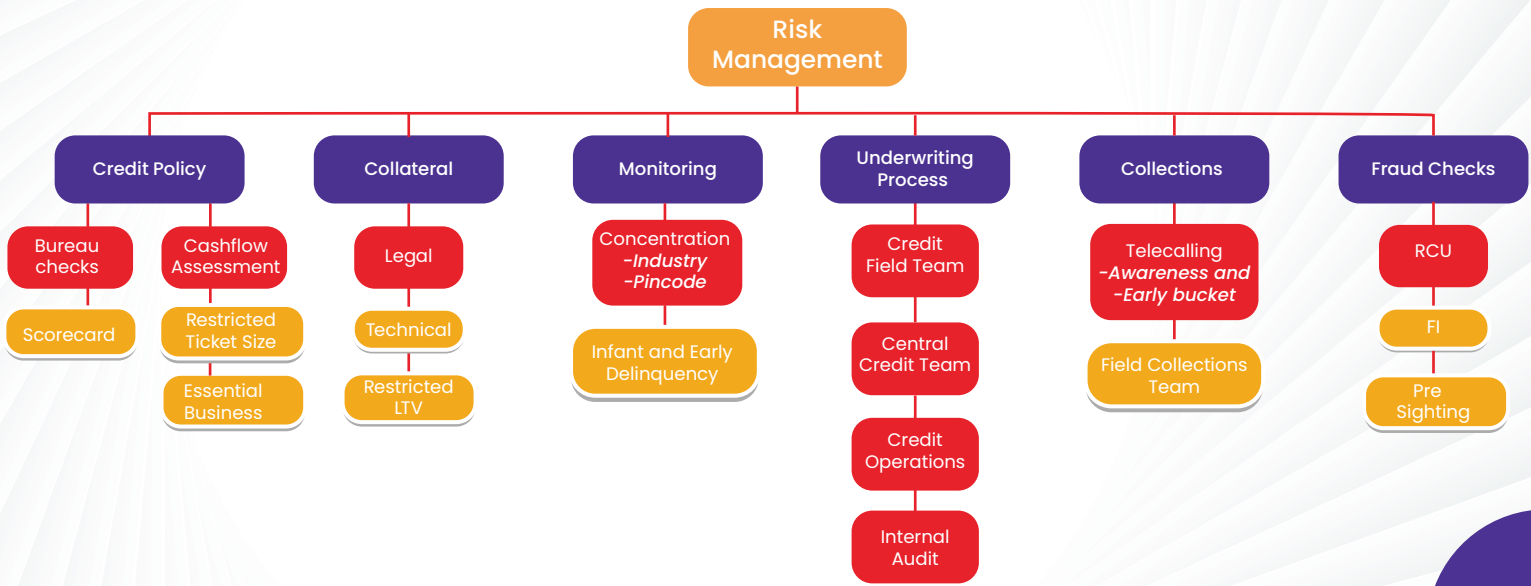 Risk
Management
Credit Policy
Collateral
Monitoring
Underwriting
Process
Collections
Fraud Checks
Bureau
checks
Scorecard
Cashflow
Assessment
Restricted
Ticket Size
Essential
Business
Legal
Technical
Restricted
LTV
Concentration
-Industry
-Pincode
Infant and Early
Delinquency
Credit
Field Team
Central
Credit Team
Credit
Operations
Internal
Audit
Telecalling
-Awareness and
-Early bucket
Field Collections
Team
RCU
FI
Pre
Sighting